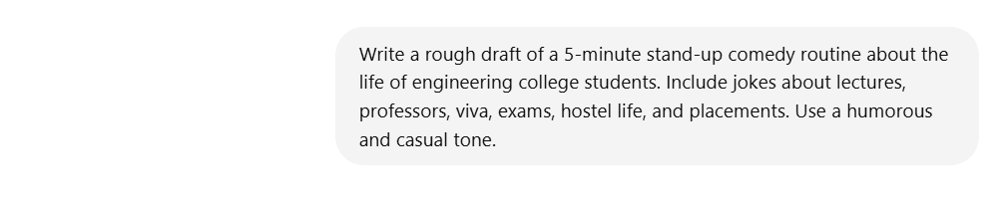 Write a rough draft of a 5-minute stand-up comedy routine about the
life of engineering college students. Include jokes about lectures,
professors, viva, exams, hostel life, and placements. Use a humorous
and casual tone.